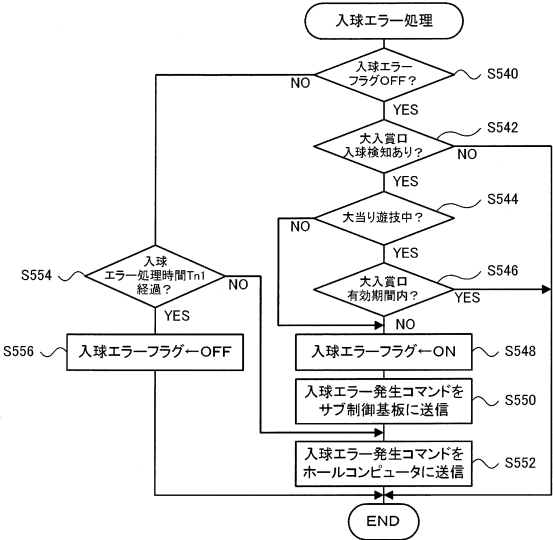 入球エラー処理
入球エラー
フラグOFF?
S540
NO
YES
大入賞口
入球検知あり?
S542
NO
YES
大当り遊技中?
S544
NO
YES
大入賞口
有効期間内?
S546
YES
NO
入球
エラー処理時間Tn1
経過?
S554
NO
YES
入球エラーフラグ←OFF
S556
入球エラーフラグ←ON
S548
入球エラー発生コマンドを
サブ制御基板に送信
S550
入球エラー発生コマンドを
ホールコンピュータに送信
S552
END